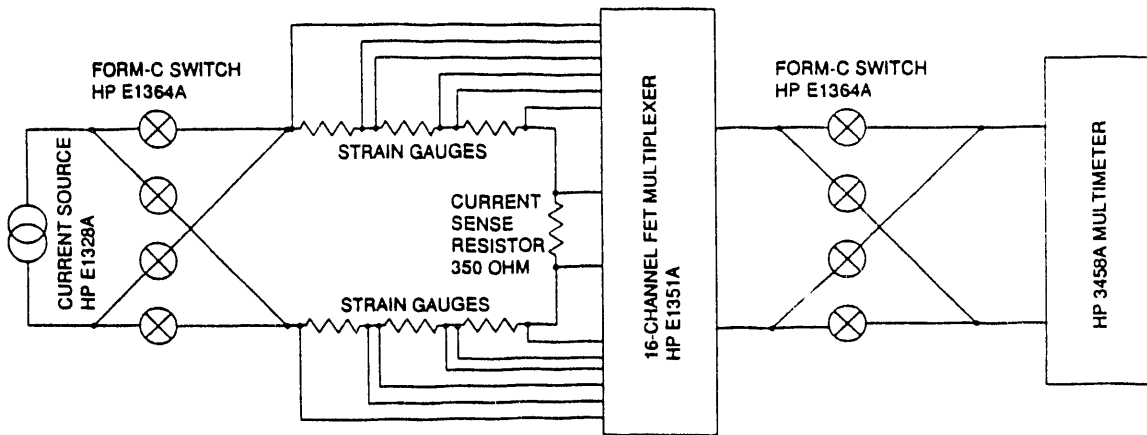 FORM-C SWITCH
HP E1364A
CURRENT SOURCE
HP E1328A
STRAIN GAUGES
CURRENT
SENSE
RESISTOR
350 OHM
STRAIN GAUGES
16-CHANNEL FET MULTIPLEXER
HP E1351A
FORM-C SWITCH
HP E1364A
HP 3458A MULTIMETER